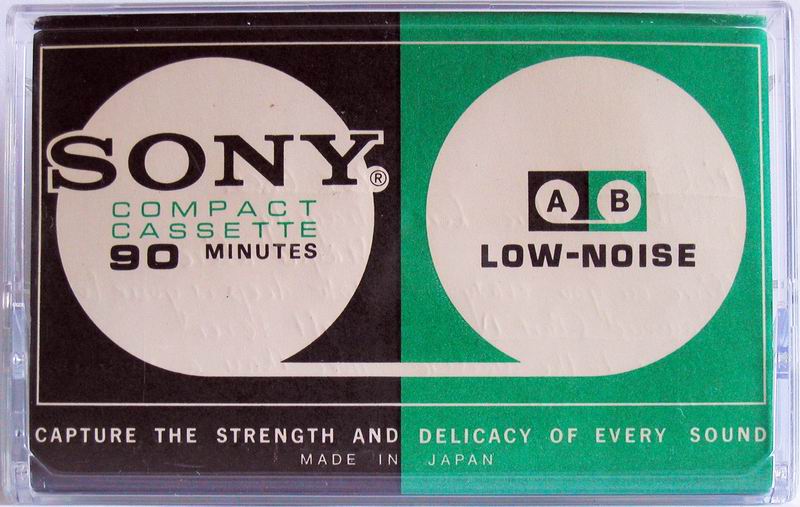 SONY®
COMPACT
CASSETTE
90 MINUTES
A B
LOW-NOISE
CAPTURE THE STRENGTH AND DELICACY OF EVERY SOUND
MADE IN JAPAN